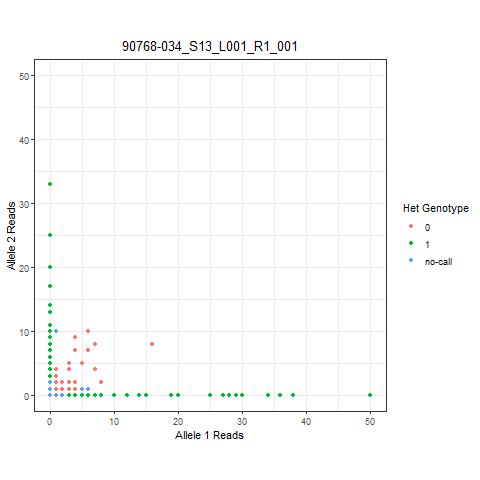 90768-034_S13_L001_R1_001
Allele 2 Reads
50
40
30
20
10
0
0 10 20 30 40 50
Allele 1 Reads
Het Genotype
0
1
no-call